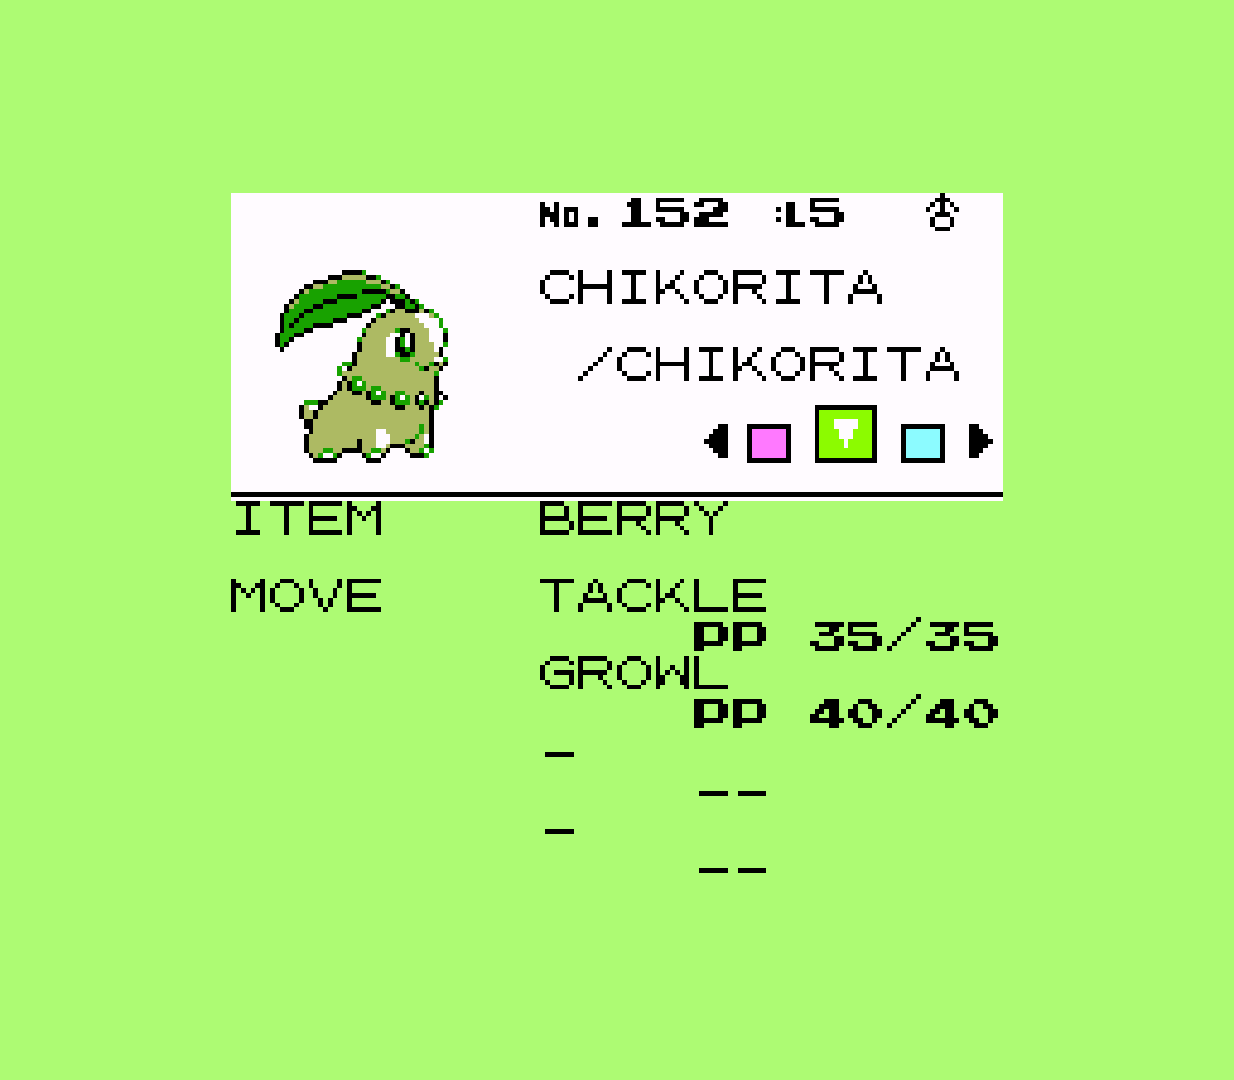 No. 152 :L5 ♂
CHIKORITA
/CHIKORITA
ITEM BERRY
MOVE TACKLE
PP 35/35
GROWL
PP 40/40
–
--
–
--